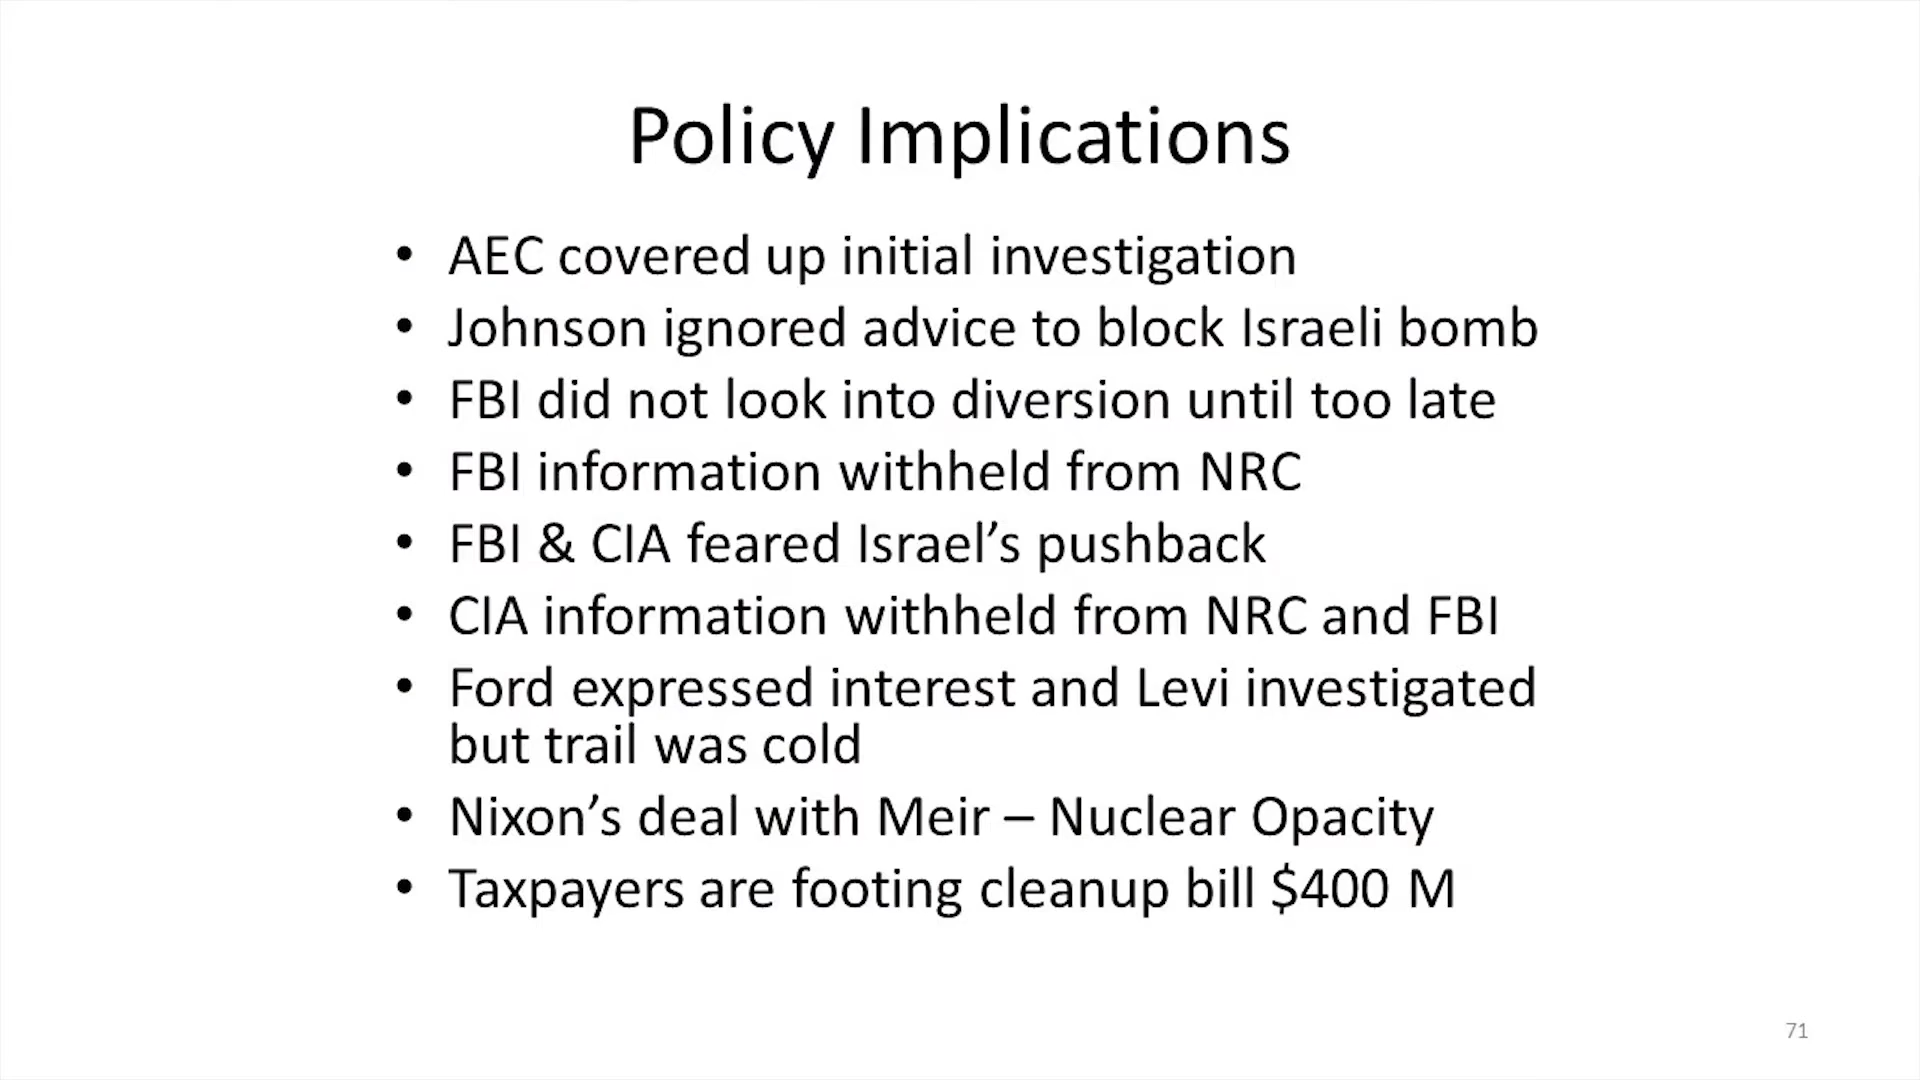 Policy Implications
• AEC covered up initial investigation
• Johnson ignored advice to block Israeli bomb
• FBI did not look into diversion until too late
• FBI information withheld from NRC
• FBI & CIA feared Israel’s pushback
• CIA information withheld from NRC and FBI
• Ford expressed interest and Levi investigated
but trail was cold
• Nixon’s deal with Meir – Nuclear Opacity
• Taxpayers are footing cleanup bill $400 M
71